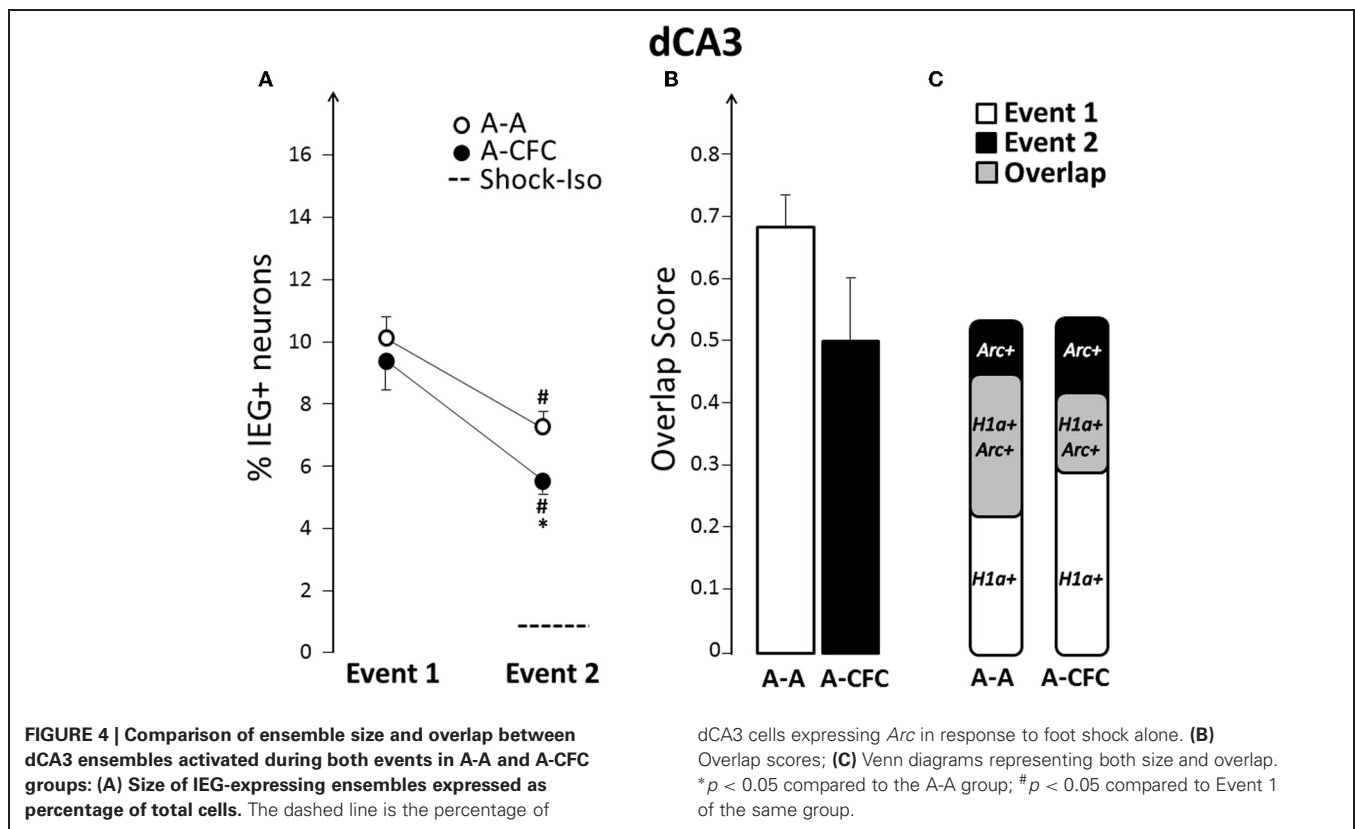 dCA3
A
B
C
A-A
A-CFC
-- Shock-Iso
% IEG+ neurons
16
14
12
10
8
6
4
2
0
#
#
*
Event 1
Event 2
Overlap Score
0.8
0.7
0.6
0.5
0.4
0.3
0.2
0.1
0
A-A
A-CFC
Event 1
Event 2
Overlap
Arc+
H1a+
Arc+
H1a+
Arc+
H1a+
Arc+
H1a+
A-A
A-CFC
FIGURE 4 | Comparison of ensemble size and overlap between
dCA3 ensembles activated during both events in A-A and A-CFC
groups: (A) Size of IEG-expressing ensembles expressed as
percentage of total cells. The dashed line is the percentage of
dCA3 cells expressing Arc in response to foot shock alone. (B)
Overlap scores; (C) Venn diagrams representing both size and overlap.
*p < 0.05 compared to the A-A group; #p < 0.05 compared to Event 1
of the same group.